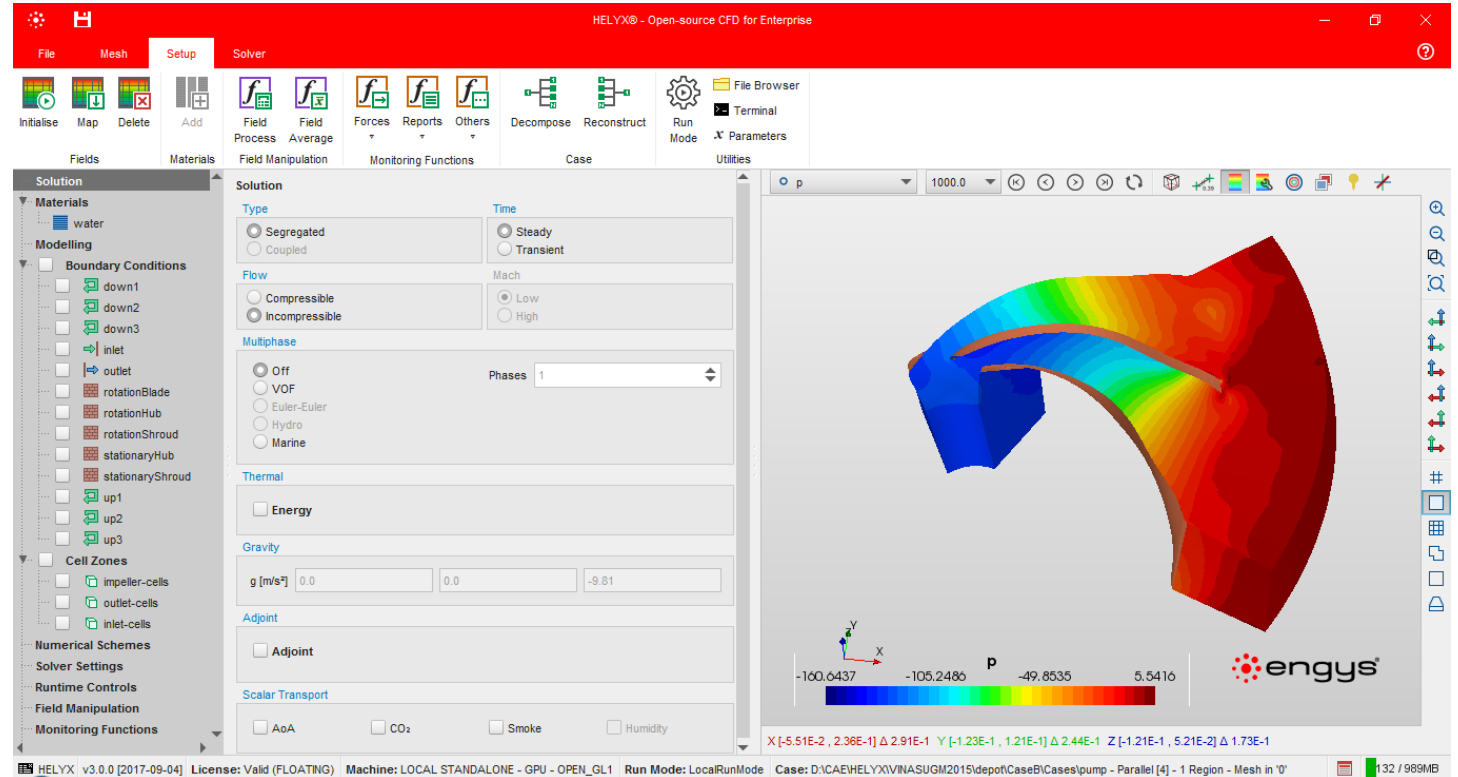 HELYX® - Open-source CFD for Enterprise
File Mesh Setup Solver
Initialise Map Delete Add Field Process Field Average Forces Reports Others Decompose Reconstruct Run Mode File Browser
Terminal
x Parameters
Fields Materials Field Manipulation Monitoring Functions Case Utilities
Solution
Materials
water
Modelling
Boundary Conditions
down1
down2
down3
inlet
outlet
rotationBlade
rotationHub
rotationShroud
stationaryHub
stationaryShroud
up1
up2
up3
Cell Zones
impeller-cells
outlet-cells
inlet-cells
Numerical Schemes
Solver Settings
Runtime Controls
Field Manipulation
Monitoring Functions
Solution
Type Time
Segregated Steady
Coupled Transient
Flow Mach
Compressible Low
Incompressible High
Multiphase
Off Phases 1
VOF
Euler-Euler
Hydro
Marine
Thermal
Energy
Gravity
g [m/s²] 0.0 0.0 -9.81
Adjoint
Adjoint
Scalar Transport
AoA CO₂ Smoke Humidity
p 1000.0
0.39
Y
Z
X
p
-160.6437 -105.2486 -49.8535 5.5416
engys
X [-5.51E-2 , 2.36E-1] Δ 2.91E-1 Y [-1.23E-1 , 1.21E-1] Δ 2.44E-1 Z [-1.21E-1 , 5.21E-2] Δ 1.73E-1
HELYX v3.0.0 [2017-09-04] License: Valid (FLOATING) Machine: LOCAL STANDALONE - GPU - OPEN_GL1 Run Mode: LocalRunMode Case: D:\CAE\HELYX\VINASUGM2015\depot\CaseB\Cases\pump - Parallel [4] - 1 Region - Mesh in '0' 132 / 989MB